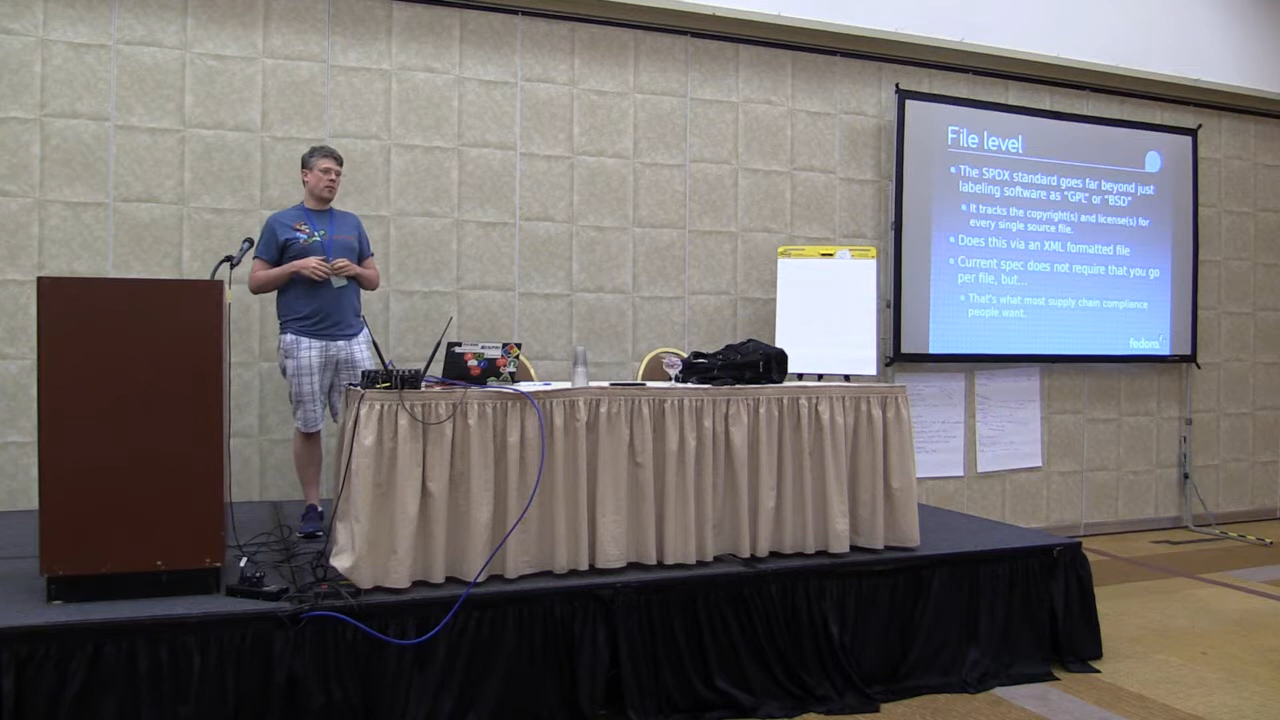 File level
The SPDX standard goes far beyond just
labeling software as "GPL" or "BSD"
It tracks the copyright(s) and license(s) for
every single source file.
Does this via an XML formatted file
Current spec does not require that you go
per file, but...
That's what most supply chain compliance
people want.
fedora